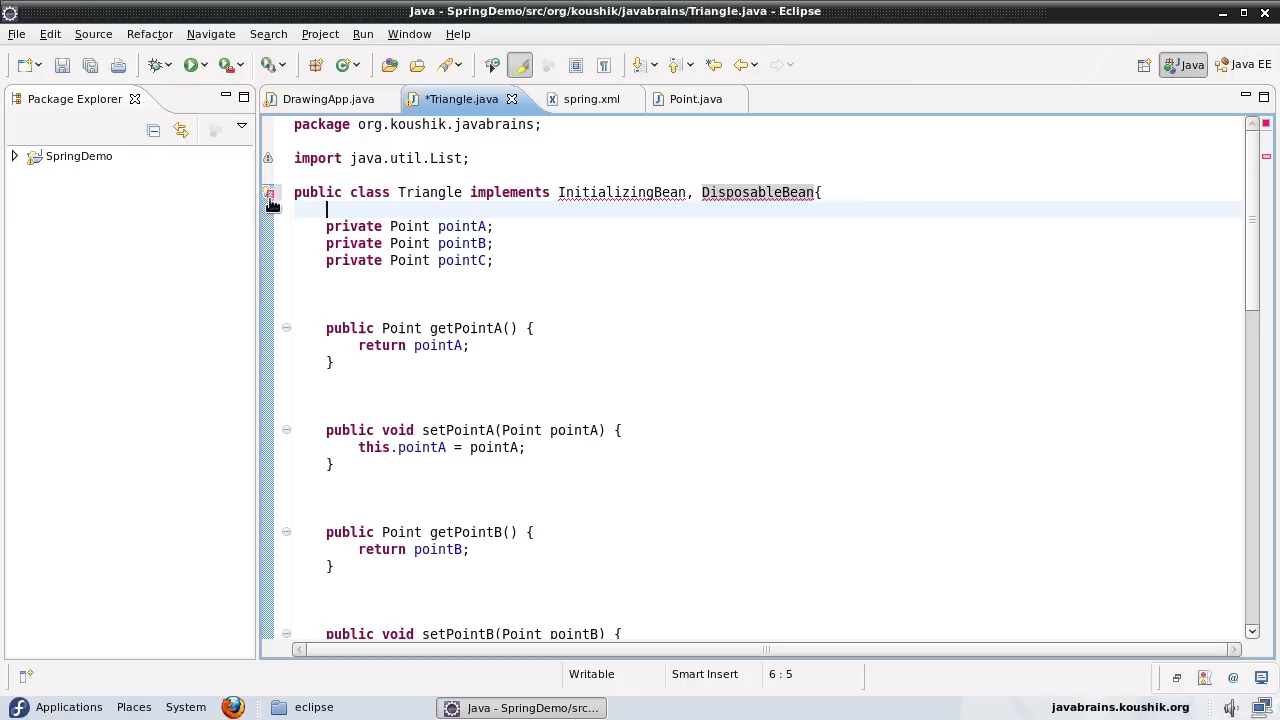 Java - SpringDemo/src/org/koushik/javabrains/Triangle.java - Eclipse
File Edit Source Refactor Navigate Search Project Run Window Help
Java Java EE
Package Explorer
DrawingApp.java *Triangle.java spring.xml Point.java
SpringDemo
package org.koushik.javabrains;
import java.util.List;
public class Triangle implements InitializingBean, DisposableBean{
private Point pointA;
private Point pointB;
private Point pointC;
public Point getPointA() {
return pointA;
}
public void setPointA(Point pointA) {
this.pointA = pointA;
}
public Point getPointB() {
return pointB;
}
public void setPointB(Point pointB) {
Writable Smart Insert 6 : 5
Applications Places System eclipse Java - SpringDemo/src... javabrains.koushik.org